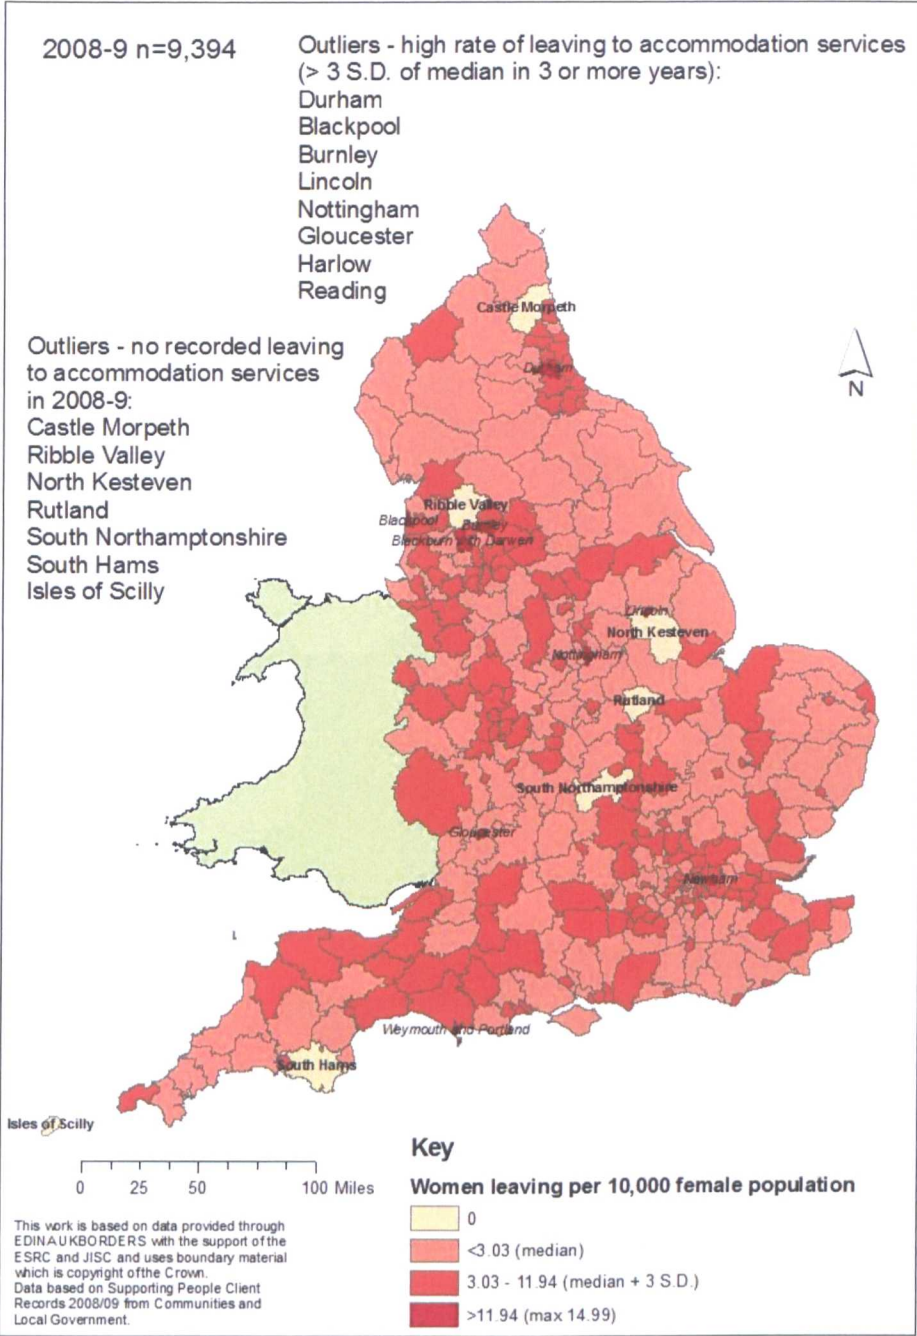 2008-9 n=9,394
Outliers - high rate of leaving to accommodation services
(> 3 S.D. of median in 3 or more years):
Durham
Blackpool
Burnley
Lincoln
Nottingham
Gloucester
Harlow
Reading
Outliers - no recorded leaving
to accommodation services
in 2008-9:
Castle Morpeth
Ribble Valley
North Kesteven
Rutland
South Northamptonshire
South Hams
Isles of Scilly
Castle Morpeth
Durham
N
Ribble Valley
Blackpool
Burnley
Blackburn with Darwen
Lincoln
North Kesteven
Nottingham
Rutland
South Northamptonshire
Gloucester
Newham
Weymouth and Portland
South Hams
Isles of Scilly
0 25 50 100 Miles
Key
Women leaving per 10,000 female population
0
<3.03 (median)
3.03 - 11.94 (median + 3 S.D.)
>11.94 (max 14.99)
This work is based on data provided through
EDINA UKBORDERS with the support of the
ESRC and JISC and uses boundary material
which is copyright of the Crown.
Data based on Supporting People Client
Records 2008/09 from Communities and
Local Government.